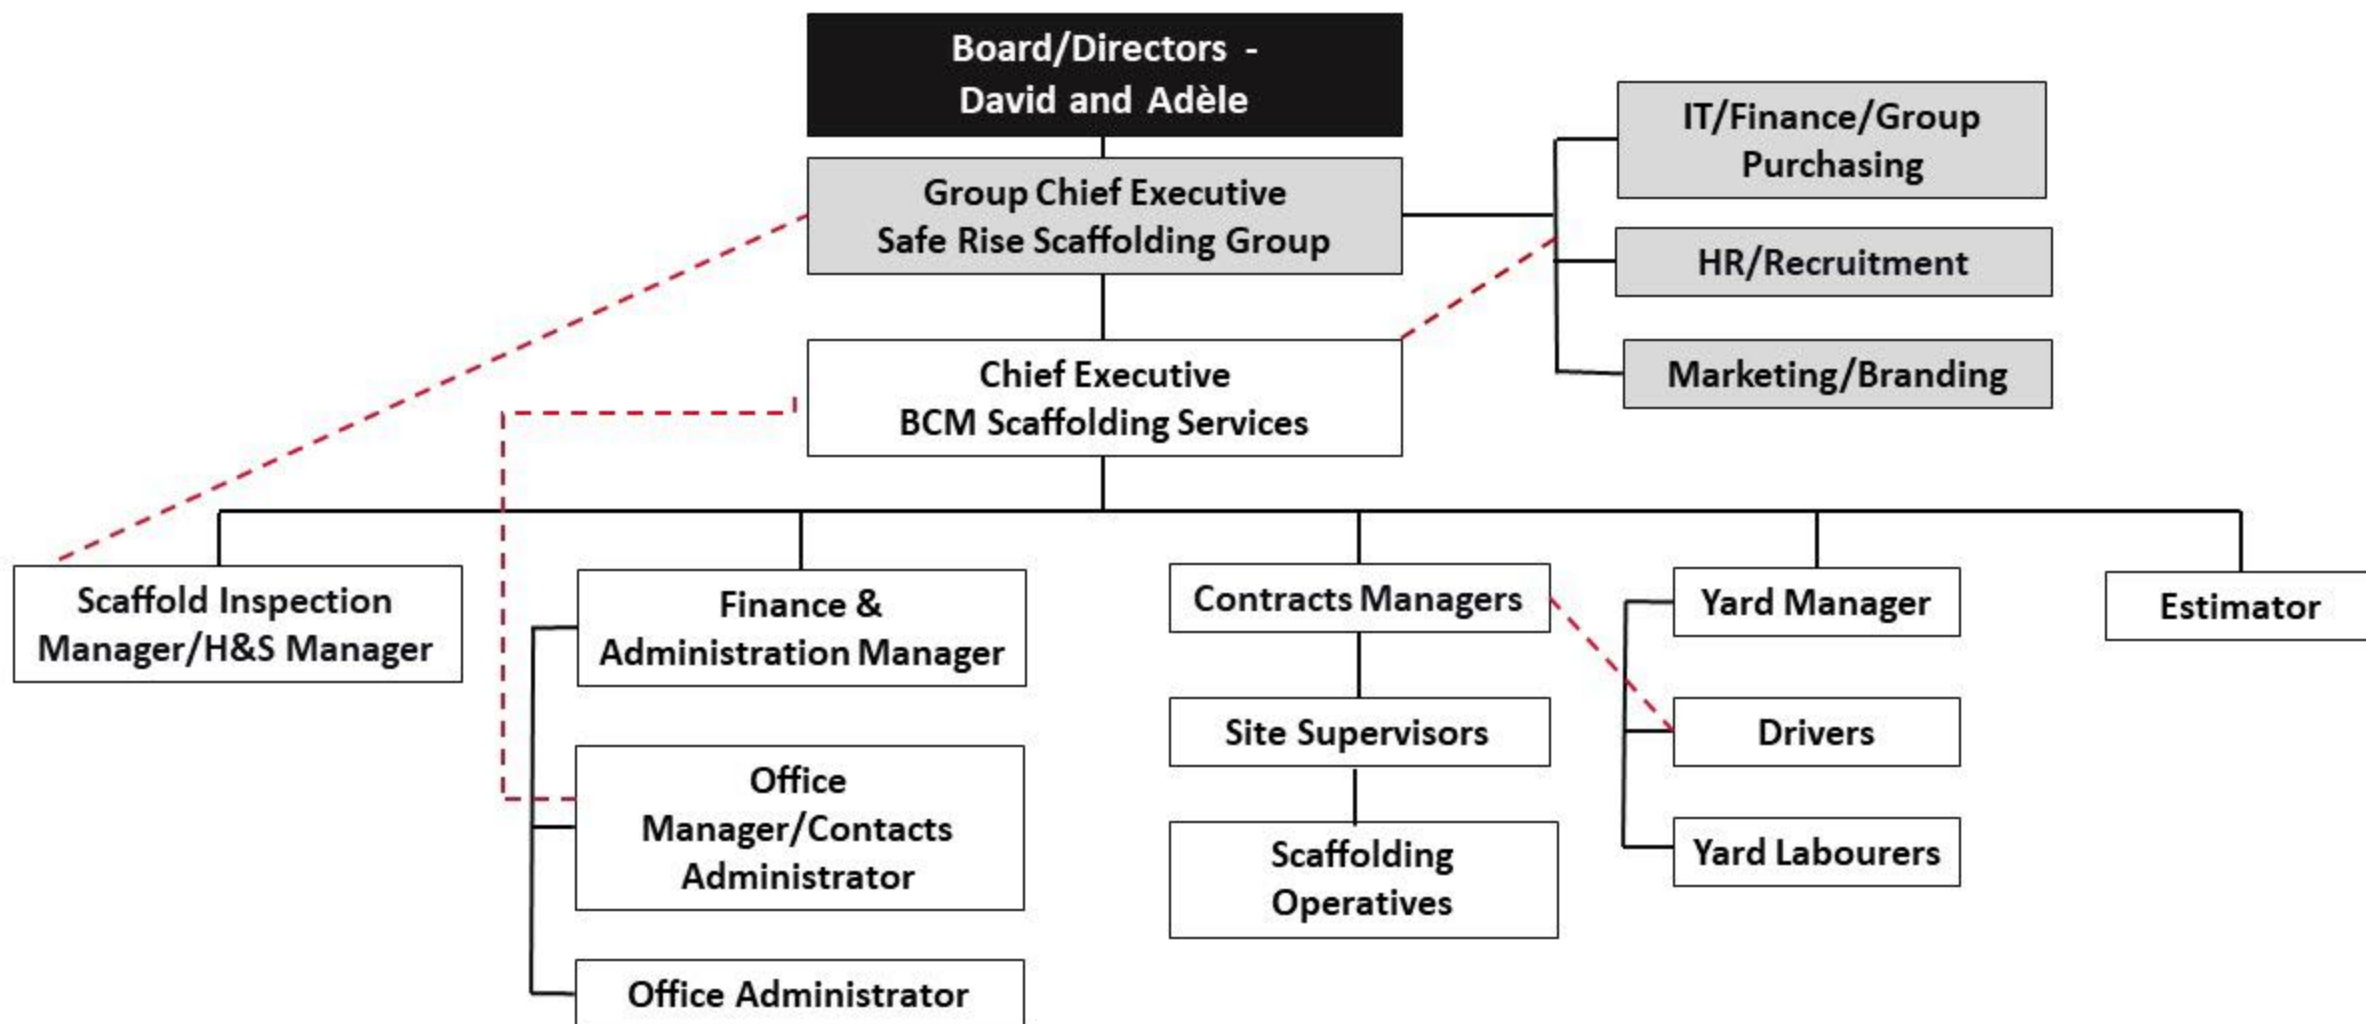 Board/Directors -
David and Adèle
IT/Finance/Group
Purchasing
Group Chief Executive
Safe Rise Scaffolding Group
HR/Recruitment
Marketing/Branding
Chief Executive
BCM Scaffolding Services
Scaffold Inspection
Manager/H&S Manager
Finance &
Administration Manager
Office
Manager/Contacts
Administrator
Office Administrator
Contracts Managers
Site Supervisors
Scaffolding
Operatives
Yard Manager
Drivers
Yard Labourers
Estimator